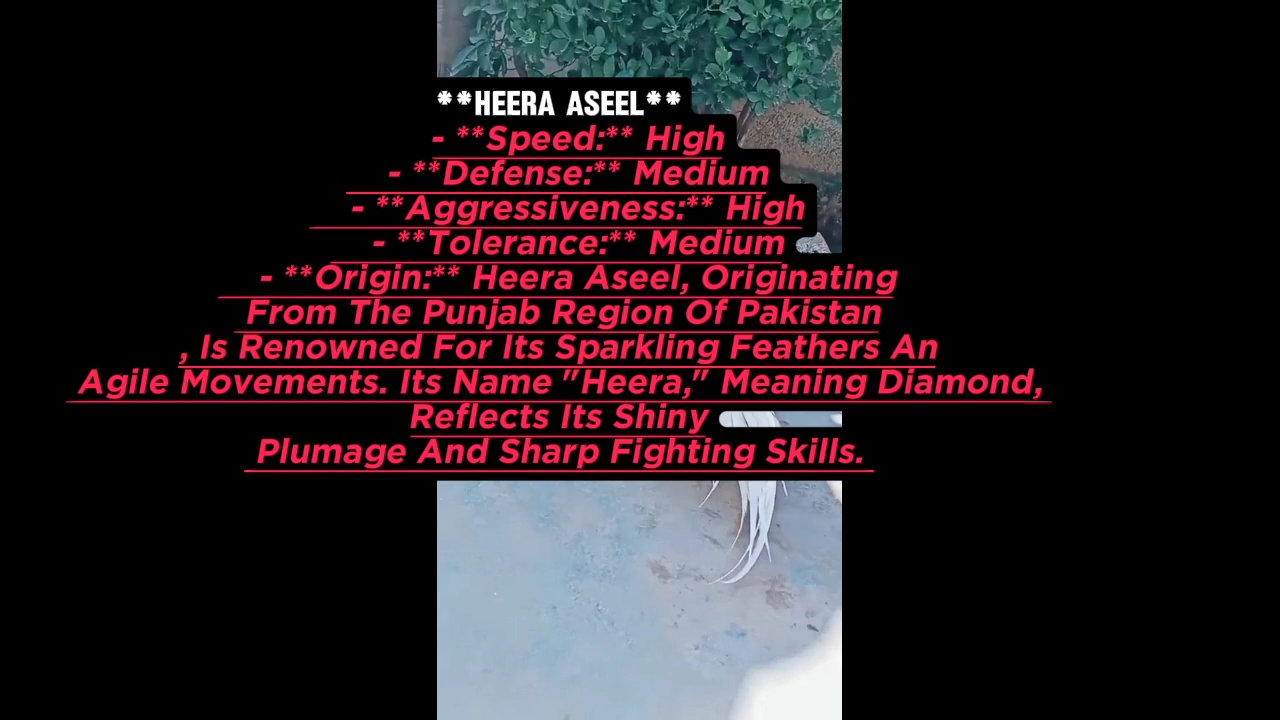 **HEERA ASEEL**
- **Speed:** High
- **Defense:** Medium
- **Aggressiveness:** High
- **Tolerance:** Medium
- **Origin:** Heera Aseel, Originating
From The Punjab Region Of Pakistan
, Is Renowned For Its Sparkling Feathers An
Agile Movements. Its Name "Heera," Meaning Diamond,
Reflects Its Shiny
Plumage And Sharp Fighting Skills.